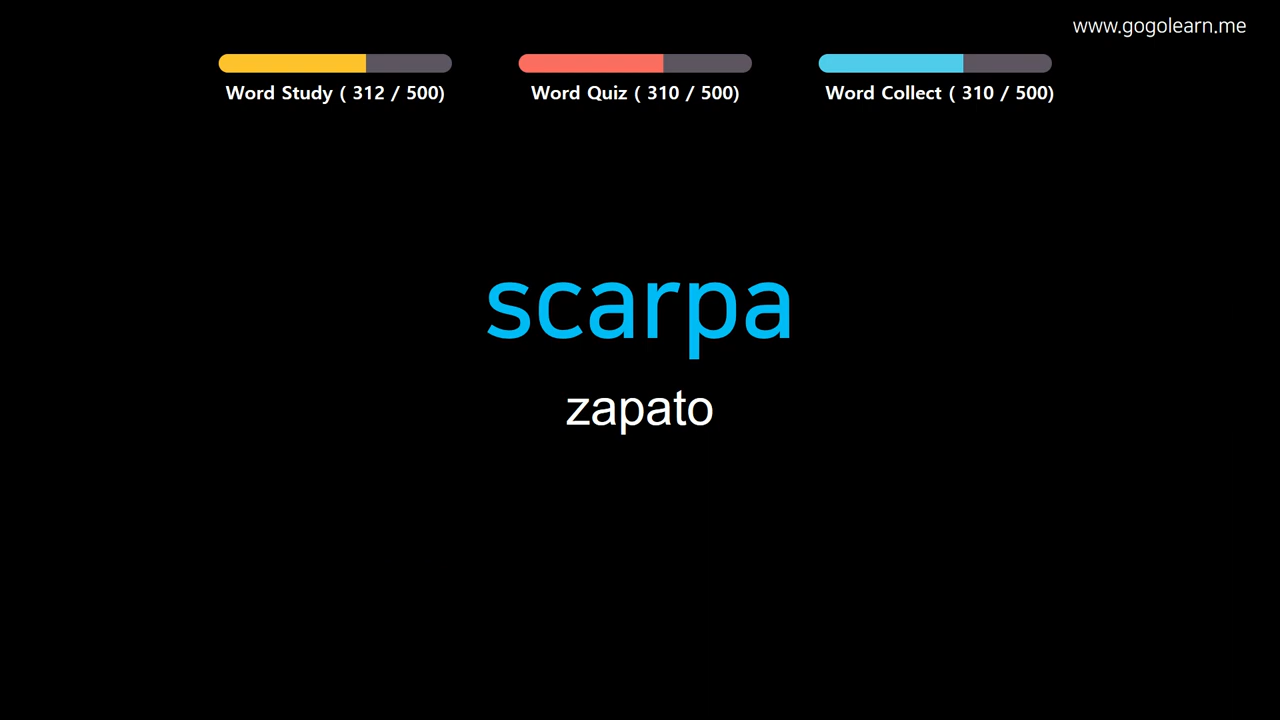 www.gogolearn.me
Word Study ( 312 / 500)
Word Quiz ( 310 / 500)
Word Collect ( 310 / 500)
scarpa
zapato